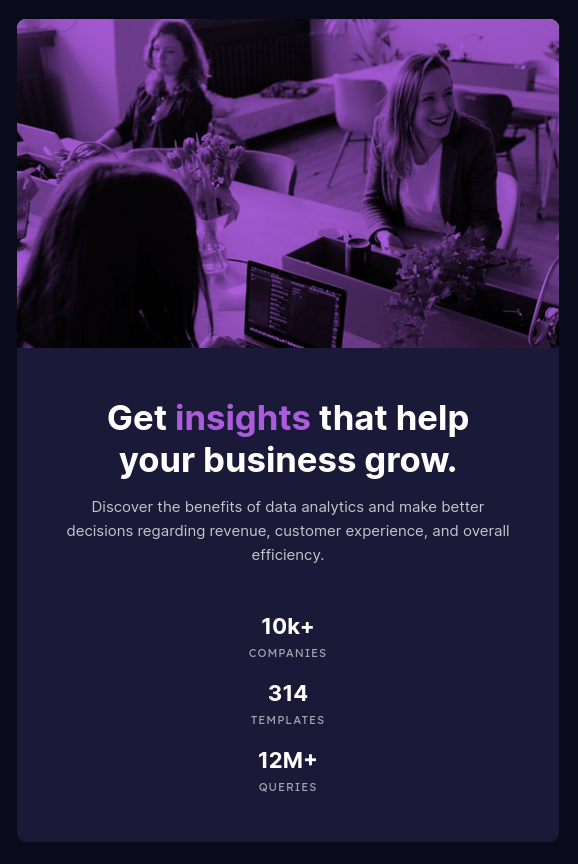 Get insights that help
your business grow.
Discover the benefits of data analytics and make better
decisions regarding revenue, customer experience, and overall
efficiency.
10k+
COMPANIES
314
TEMPLATES
12M+
QUERIES